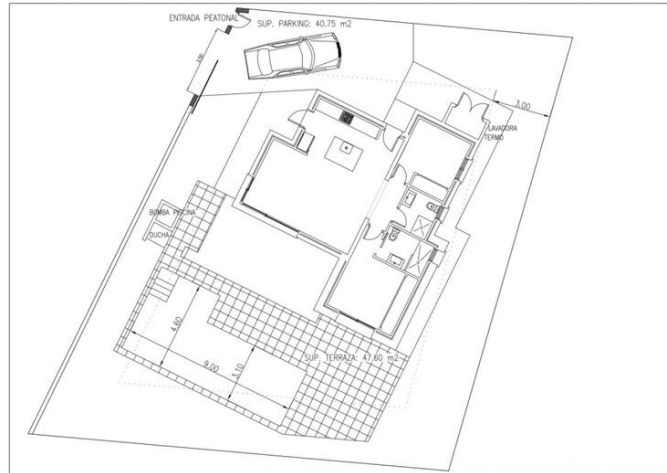 ENTRADA PEATONAL
SUP. PARKING: 40.75 m2
3.00
LAVADORA
TERMO
BOMBA PISCINA
DUCHA
4.60
9.00
3.10
SUP. TERRAZA: 47.60 m2